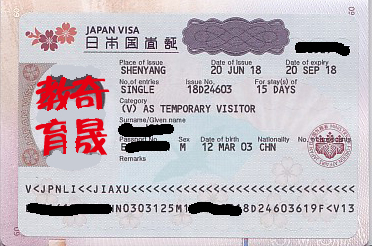 JAPAN VISA
日本国査証
Place of Issue Date of Issue Date of Expiry
SHENYANG 20 JUN 18 20 SEP 18
No.of entries Issue No. For stay(s) of
SINGLE 18D24603 15 DAYS
Category
(V) AS TEMPORARY VISITOR
Surname/Given name
Sex Date of birth Nationality
M 12 MAR 03 CHN
Remarks
教奇
育晟
V<JPNLI<<JIAXU<<<<<<<<<<<<<<<<<<<<<<<<<<<<<
NN0303125M1 8D24603619F<V13